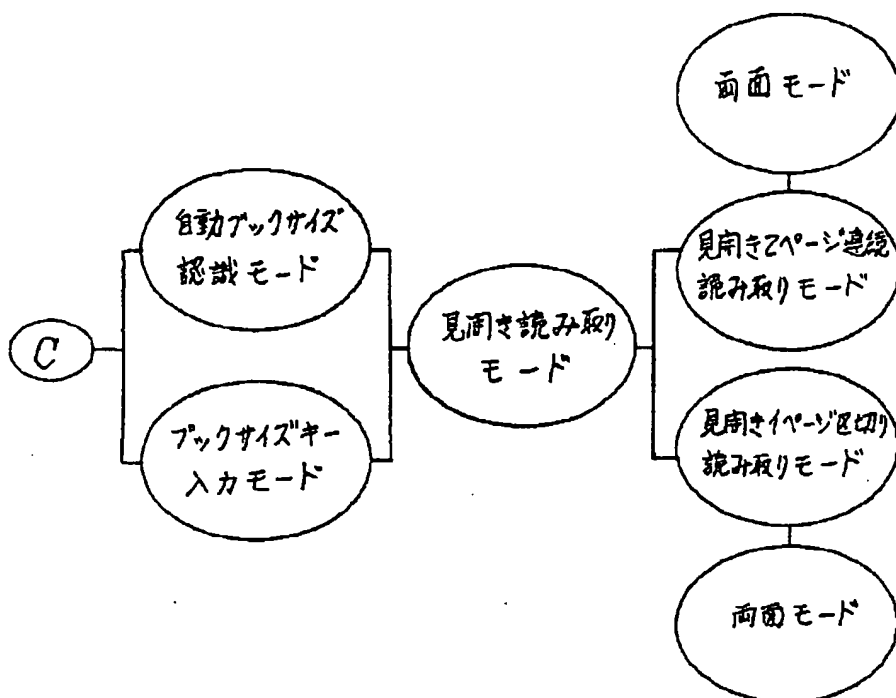 両面モード
自動ブックサイズ
認識モード
見開き2ページ連続
読み取りモード
C
見開き読み取り
モード
ブックサイズキー
入力モード
見開き1ページ区切り
読み取りモード
両面モード